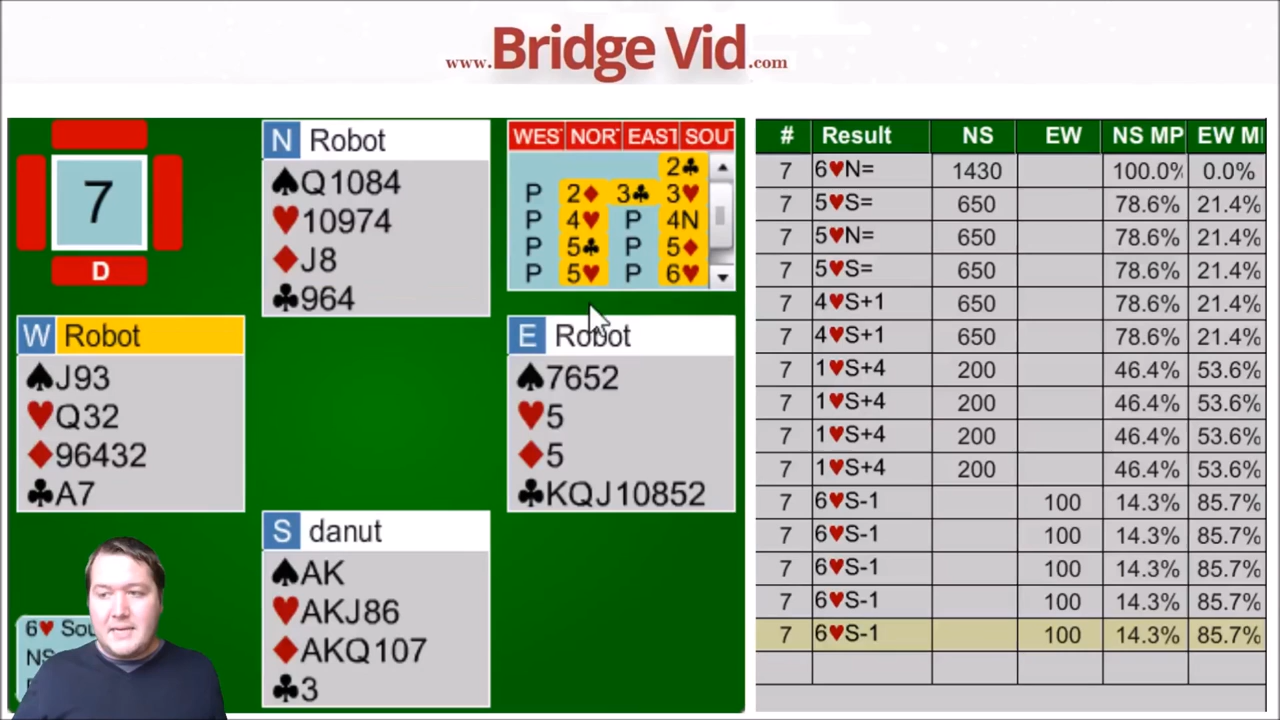 www.Bridge Vid.com
7
D
N Robot
♠Q1084
♥10974
♦J8
♣964
WES NOR EAST SOU
2♣
P 2♦ 3♣ 3♥
P 4♥ P 4N
P 5♣ P 5♦
P 5♥ P 6♥
W Robot
♠J93
♥Q32
♦96432
♣A7
E Robot
♠7652
♥5
♦5
♣KQJ10852
S danut
♠AK
♥AKJ86
♦AKQ107
♣3
6♥ Sou
NS
# Result NS EW NS MP EW M
7 6♥N= 1430 100.0% 0.0%
7 5♥S= 650 78.6% 21.4%
7 5♥N= 650 78.6% 21.4%
7 5♥S= 650 78.6% 21.4%
7 4♥S+1 650 78.6% 21.4%
7 4♥S+1 650 78.6% 21.4%
7 1♥S+4 200 46.4% 53.6%
7 1♥S+4 200 46.4% 53.6%
7 1♥S+4 200 46.4% 53.6%
7 1♥S+4 200 46.4% 53.6%
7 6♥S-1 100 14.3% 85.7%
7 6♥S-1 100 14.3% 85.7%
7 6♥S-1 100 14.3% 85.7%
7 6♥S-1 100 14.3% 85.7%
7 6♥S-1 100 14.3% 85.7%